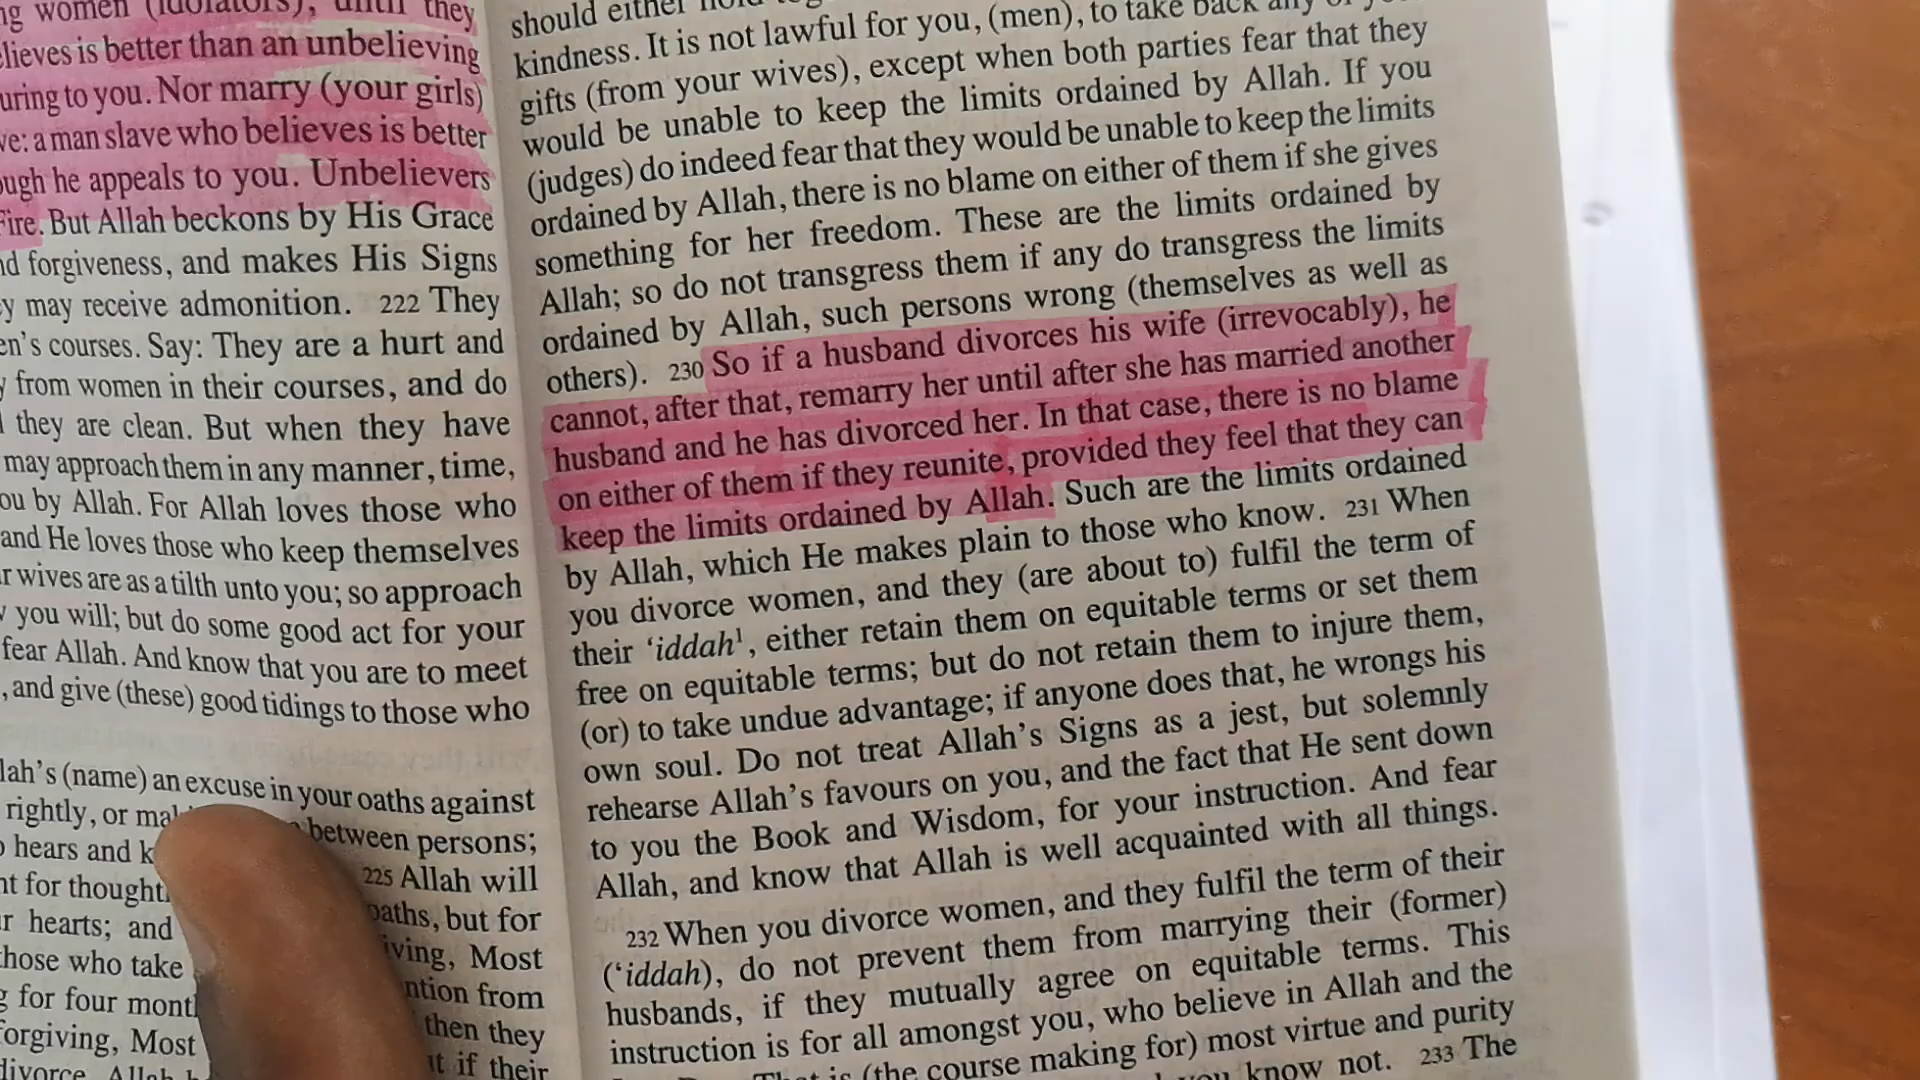 ng women (idolators), until they
elieves is better than an unbelieving
uring to you. Nor marry (your girls)
ve: a man slave who believes is better
ough he appeals to you. Unbelievers
Fire. But Allah beckons by His Grace
nd forgiveness, and makes His Signs
y may receive admonition. 222 They
en's courses. Say: They are a hurt and
y from women in their courses, and do
l they are clean. But when they have
may approach them in any manner, time,
ou by Allah. For Allah loves those who
and He loves those who keep themselves
r wives are as a tilth unto you; so approach
y you will; but do some good act for your
fear Allah. And know that you are to meet
, and give (these) good tidings to those who
lah's (name) an excuse in your oaths against
rightly, or mak between persons;
o hears and k 225 Allah will
nt for thought oaths, but for
r hearts; and iving, Most
those who take ntion from
g for four mont then they
orgiving, Most t if their
divorce, Allah
should either
kindness. It is not lawful for you, (men), to take back any of
gifts (from your wives), except when both parties fear that they
would be unable to keep the limits ordained by Allah. If you
(judges) do indeed fear that they would be unable to keep the limits
ordained by Allah, there is no blame on either of them if she gives
something for her freedom. These are the limits ordained by
Allah; so do not transgress them if any do transgress the limits
ordained by Allah, such persons wrong (themselves as well as
others). 230 So if a husband divorces his wife (irrevocably), he
cannot, after that, remarry her until after she has married another
husband and he has divorced her. In that case, there is no blame
on either of them if they reunite, provided they feel that they can
keep the limits ordained by Allah. Such are the limits ordained
by Allah, which He makes plain to those who know. 231 When
you divorce women, and they (are about to) fulfil the term of
their ‘iddah¹, either retain them on equitable terms or set them
free on equitable terms; but do not retain them to injure them,
(or) to take undue advantage; if anyone does that, he wrongs his
own soul. Do not treat Allah's Signs as a jest, but solemnly
rehearse Allah's favours on you, and the fact that He sent down
to you the Book and Wisdom, for your instruction. And fear
Allah, and know that Allah is well acquainted with all things.
232 When you divorce women, and they fulfil the term of their
(‘iddah), do not prevent them from marrying their (former)
husbands, if they mutually agree on equitable terms. This
instruction is for all amongst you, who believe in Allah and the
That is (the course making for) most virtue and purity
you know not. 233 The